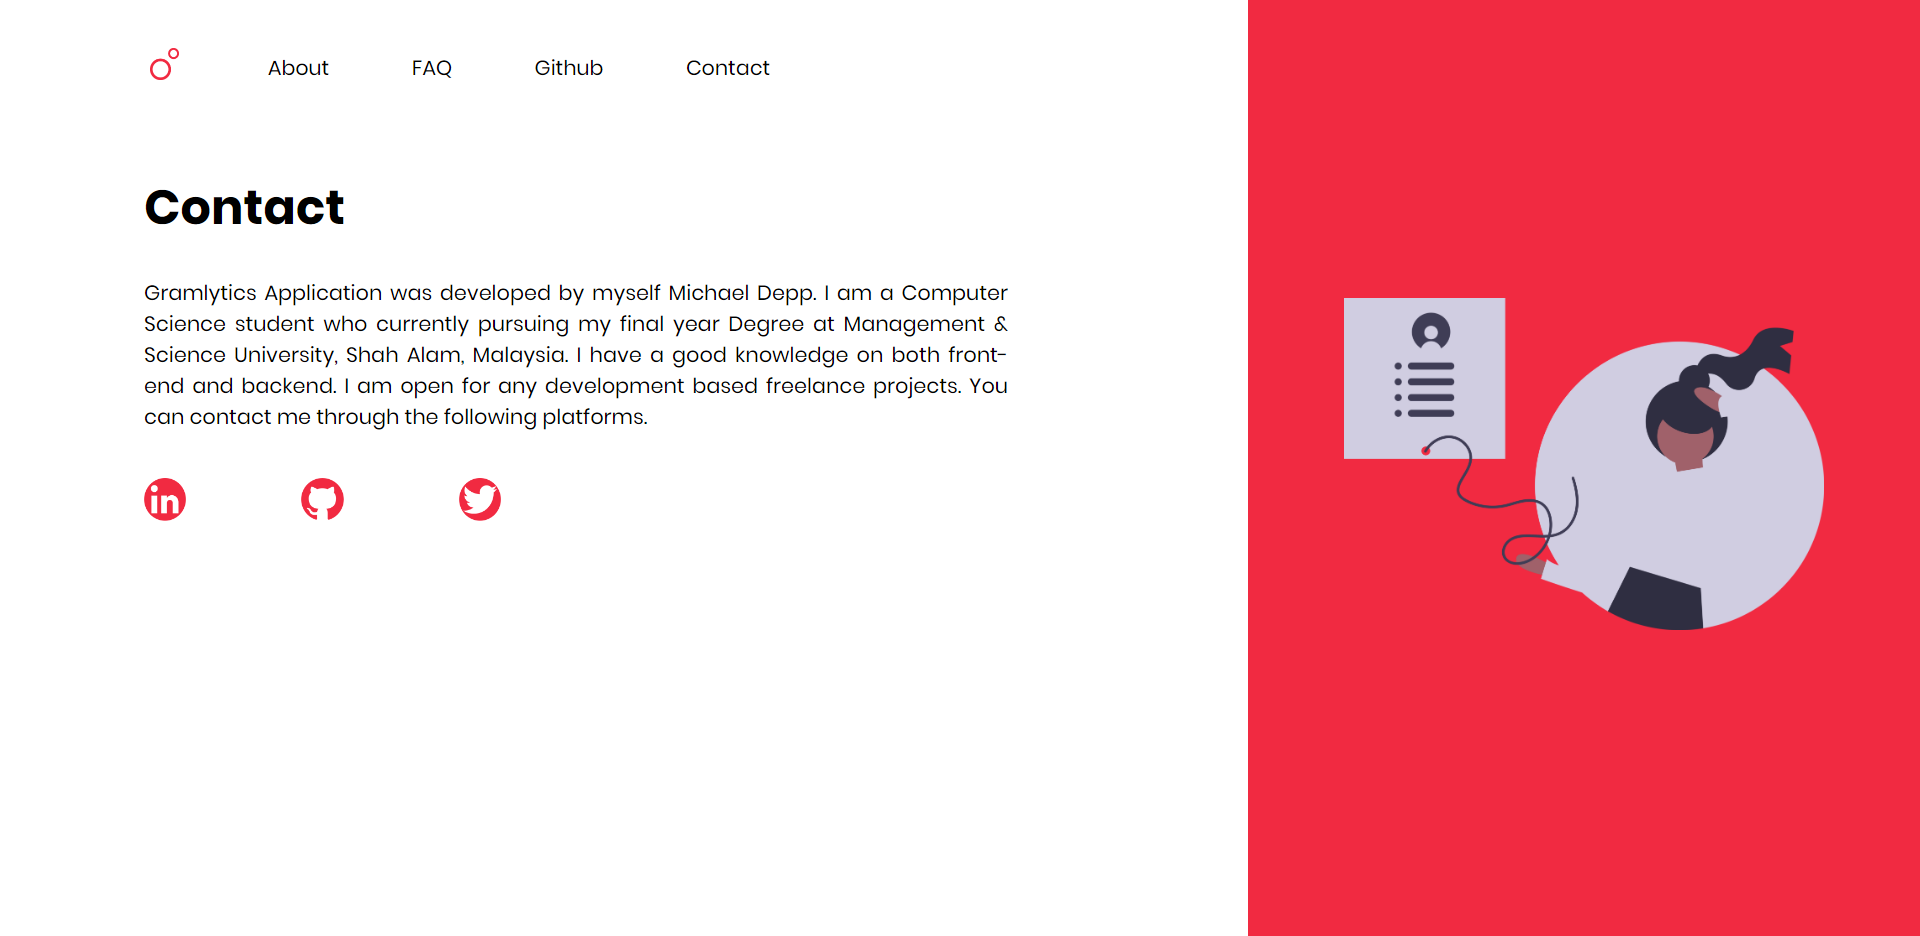 About FAQ Github Contact
Contact
Gramlytics Application was developed by myself Michael Depp. I am a Computer
Science student who currently pursuing my final year Degree at Management &
Science University, Shah Alam, Malaysia. I have a good knowledge on both front-
end and backend. I am open for any development based freelance projects. You
can contact me through the following platforms.
in